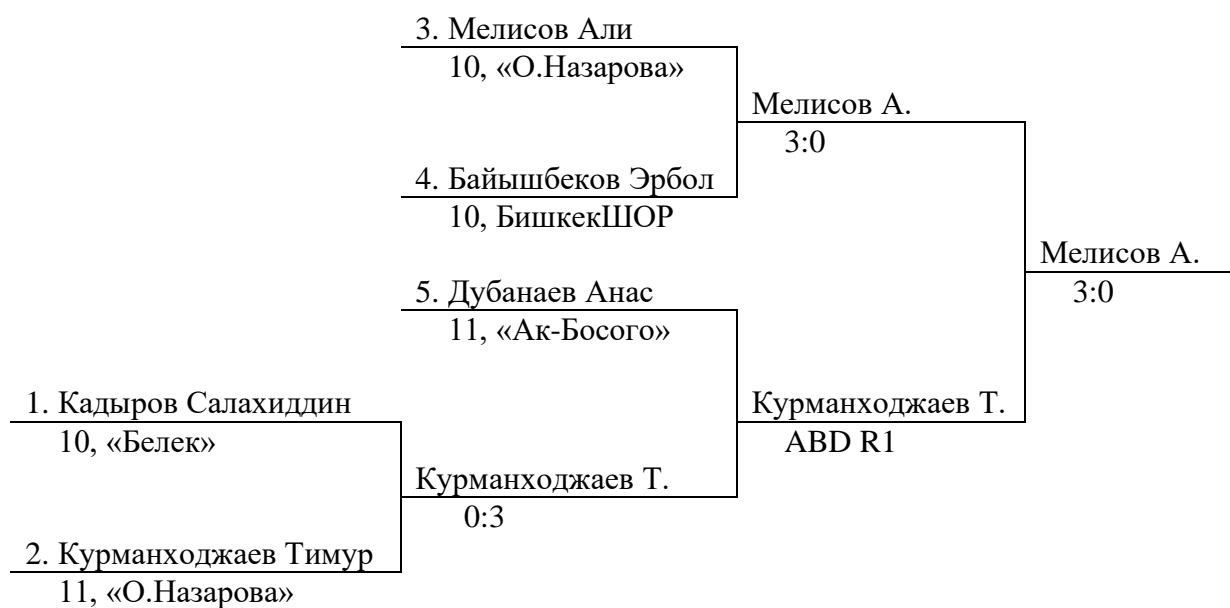 3. Мелисов Али
10, «О.Назарова»
Мелисов А.
3:0
4. Байышбеков Эрбол
10, БишкекШОР
Мелисов А.
3:0
5. Дубанаев Анас
11, «Ак-Босого»
1. Кадыров Салахиддин
10, «Белек»
Курманходжаев Т.
ABD R1
Курманходжаев Т.
0:3
2. Курманходжаев Тимур
11, «О.Назарова»